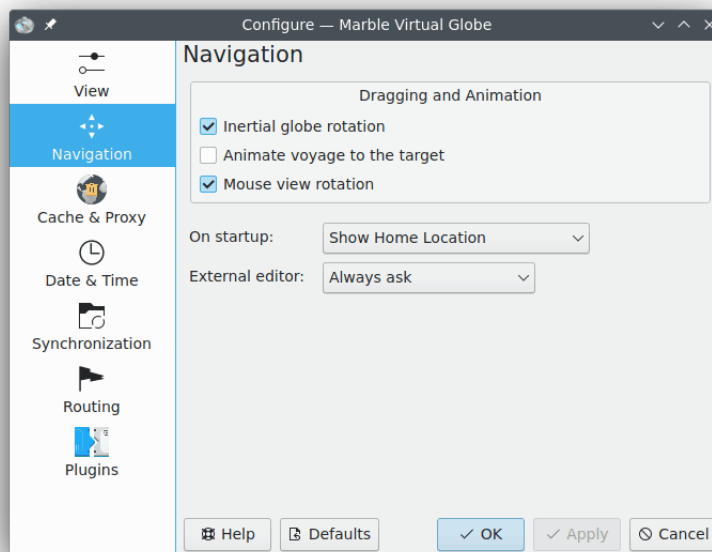 Configure — Marble Virtual Globe
View
Navigation
Cache & Proxy
Date & Time
Synchronization
Routing
Plugins
Navigation
Dragging and Animation
Inertial globe rotation
Animate voyage to the target
Mouse view rotation
On startup: Show Home Location
External editor: Always ask
Help Defaults OK Apply Cancel